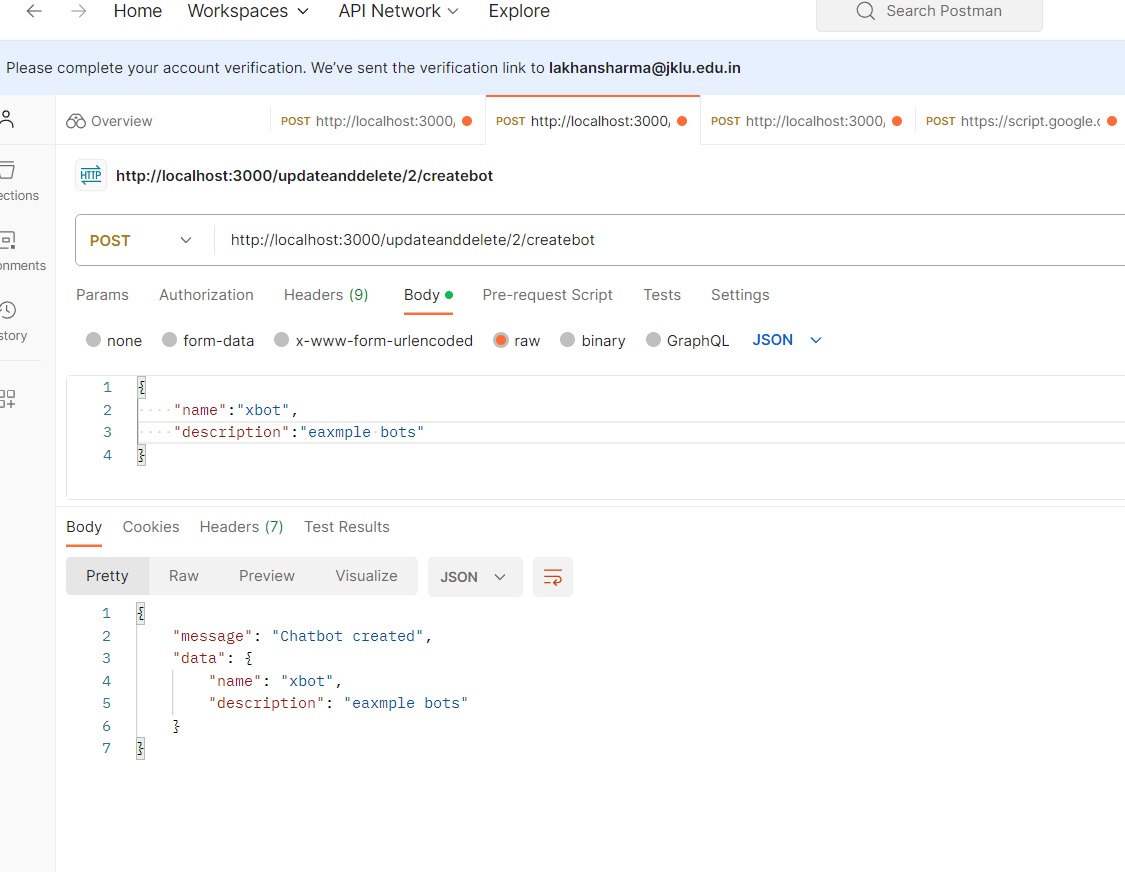 Home Workspaces API Network Explore Search Postman
Please complete your account verification. We've sent the verification link to lakhansharma@jklu.edu.in
Overview POST http://localhost:3000/ POST http://localhost:3000/ POST http://localhost:3000/ POST https://script.google.c
HTTP http://localhost:3000/updateanddelete/2/createbot
ections
POST http://localhost:3000/updateanddelete/2/createbot
onments
Params Authorization Headers (9) Body Pre-request Script Tests Settings
story
none form-data x-www-form-urlencoded raw binary GraphQL JSON
1 {
2 "name":"xbot",
3 "description":"eaxmple bots"
4 }
Body Cookies Headers (7) Test Results
Pretty Raw Preview Visualize JSON
1 {
2 "message": "Chatbot created",
3 "data": {
4 "name": "xbot",
5 "description": "eaxmple bots"
6 }
7 }